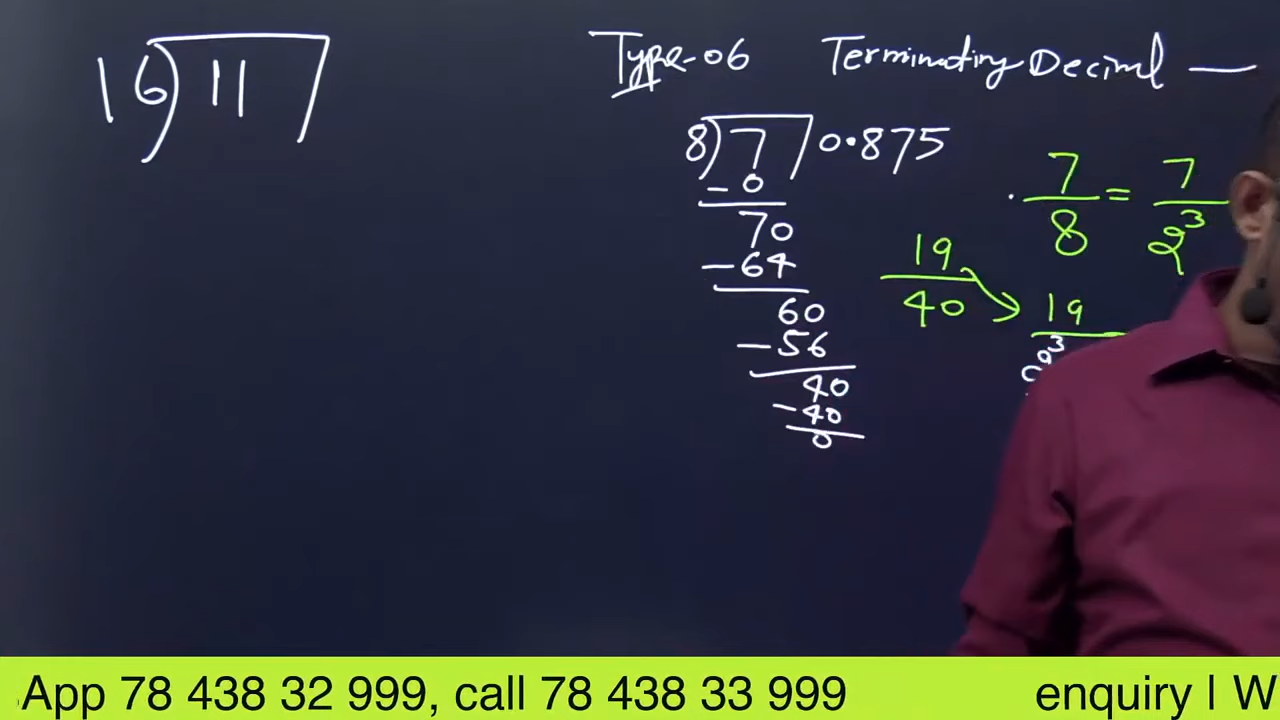 16) 11
Type-06 Terminating Decimal —
8) 7 ) 0.875
- 0
70
- 64
60
- 56
40
- 40
0
7/8 = 7/2³
19/40 → 19
2³
App 78 438 32 999, call 78 438 33 999 enquiry I W